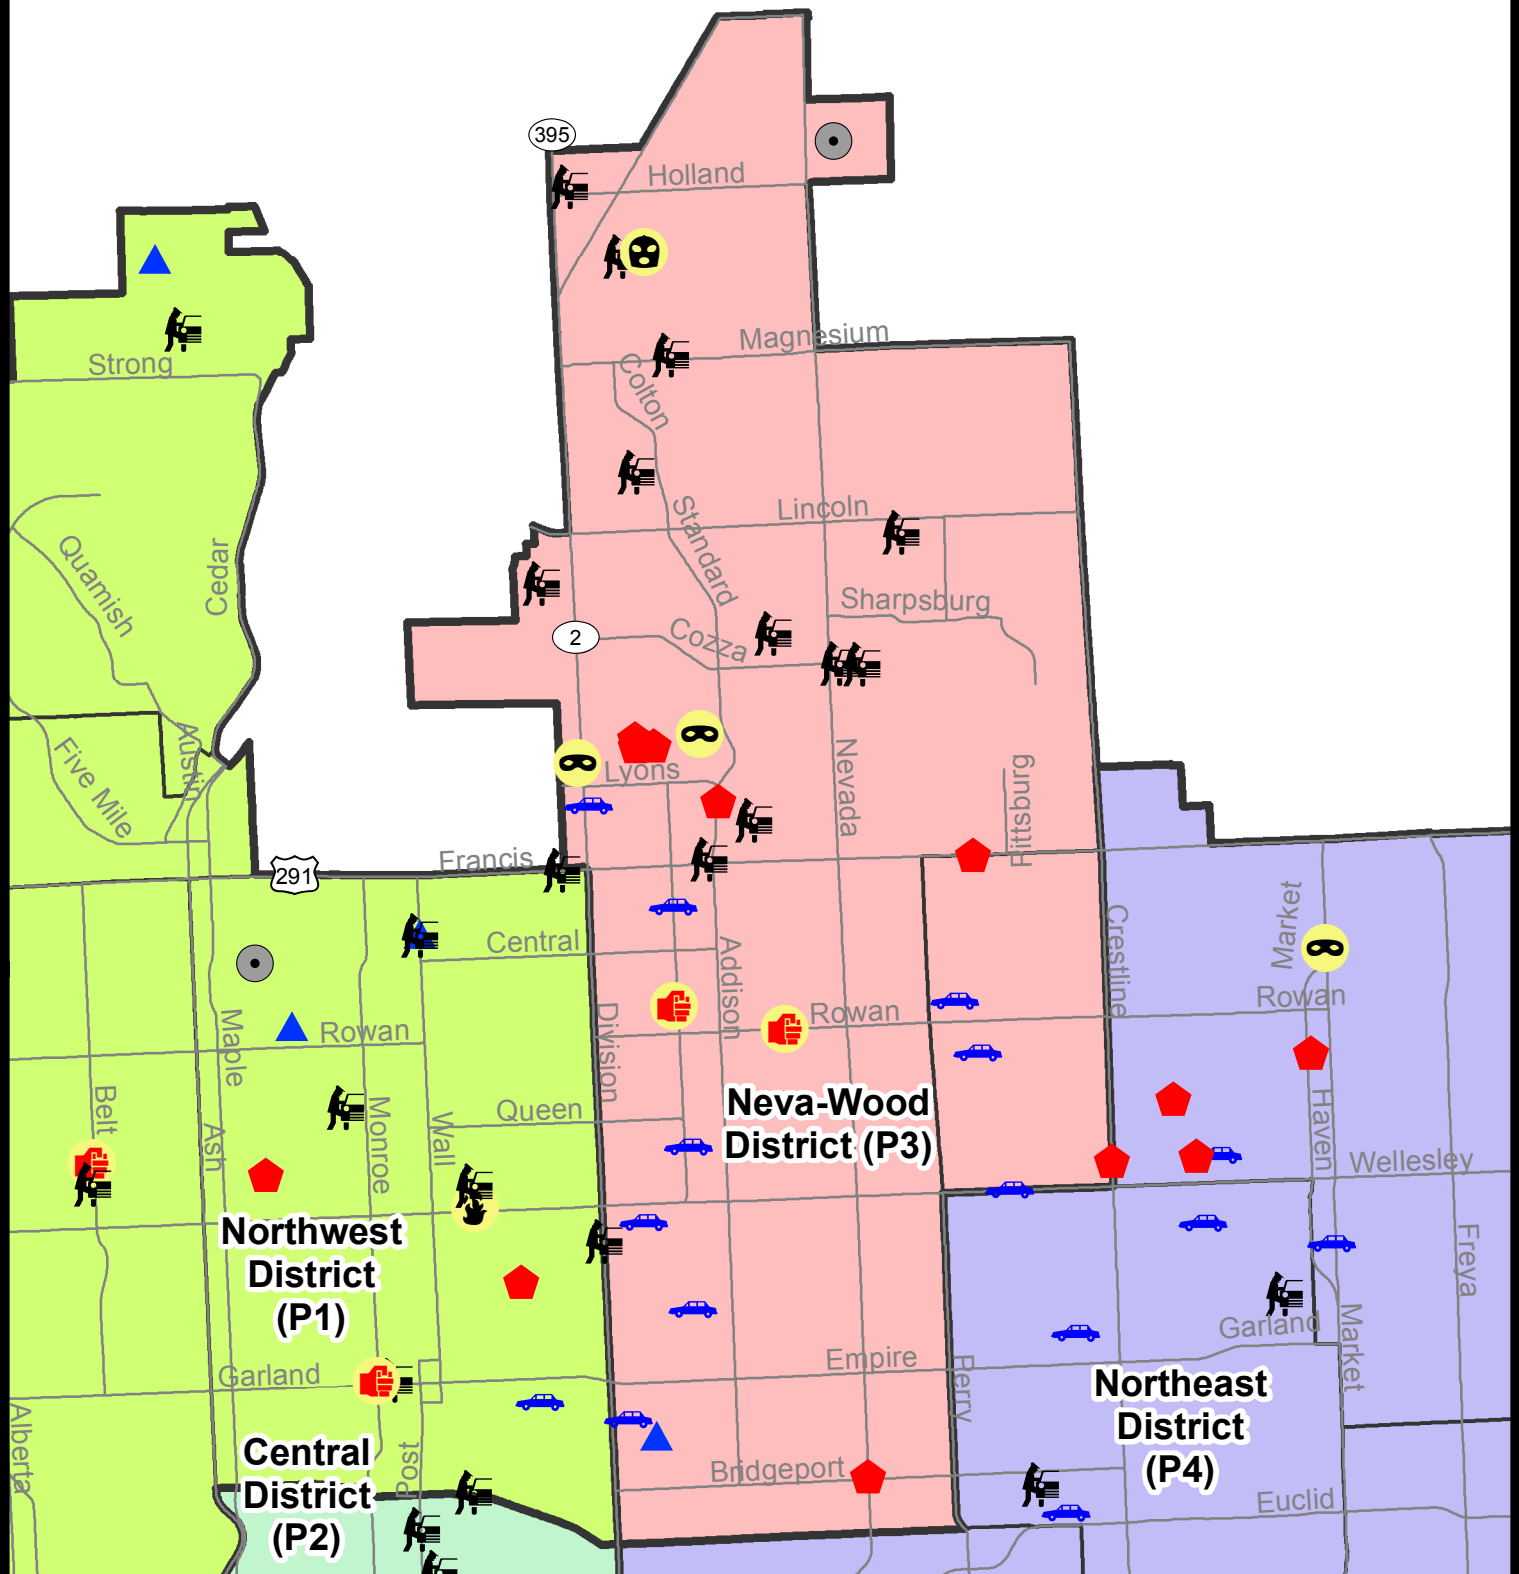 395
Holland
Magnesium
Strong
Colton
Lincoln
Standard
Quamish
Cedar
Sharpsburg
2
Cozza
Austin
Five Mile
Nevada
Pittsburg
Lyons
Francis
291
Market
Crestline
Central
Addison
Rowan
Rowan
Rowan
Division
Maple
Belt
Monroe
Wall
Ash
Queen
Haven
Neva-Wood
District (P3)
Wellesley
Northwest
District
(P1)
Freya
Garland
Market
Empire
Perry
Garland
Northeast
District
(P4)
Alberta
Post
Central
District
(P2)
Bridgeport
Euclid